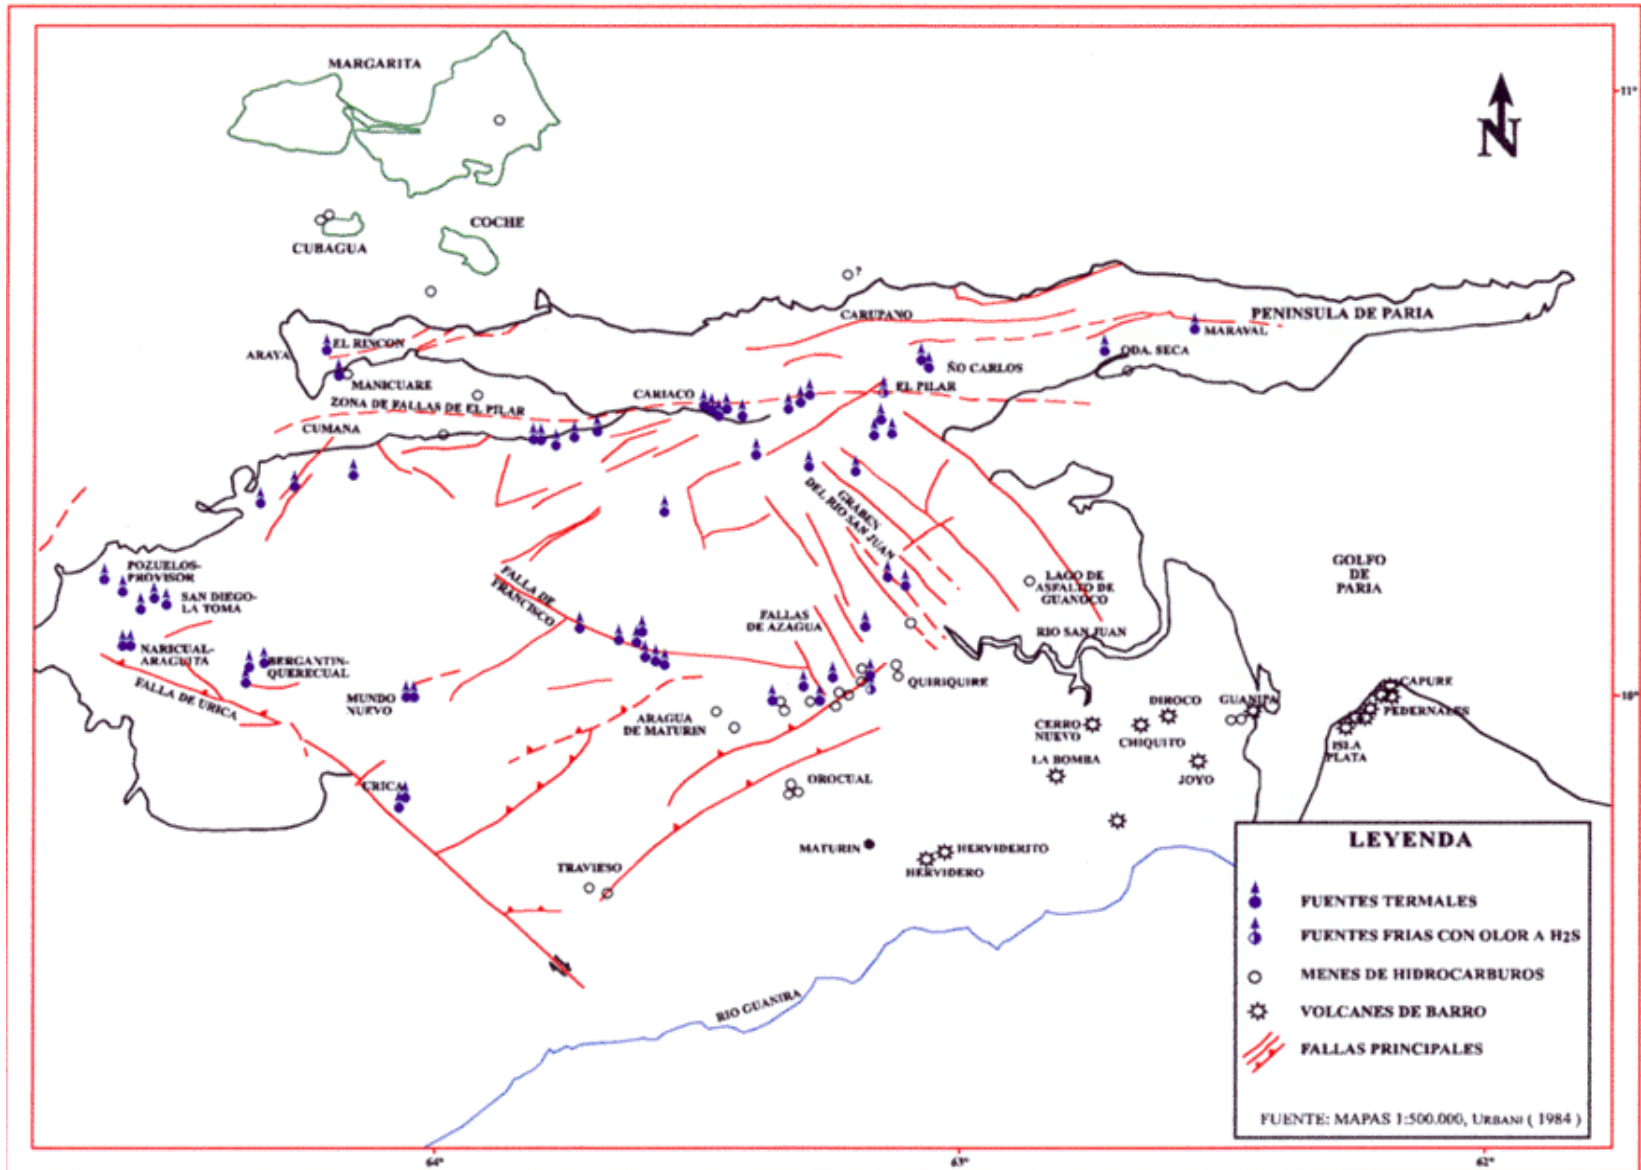 MARGARITA
11°
N
COCHE
CUBAGUA
?
CARUPANO
PENINSULA DE PARIA
MARAVAL
EL RINCON
ARAYA
QDA. SECA
ÑO CARLOS
MANICUARE
EL PILAR
CARIACO
ZONA DE FALLAS DE EL PILAR
CUMANA
GRABEN
DEL RIO SAN JUAN
GOLFO
DE
PARIA
POZUELOS-
PROVISOR
SAN DIEGO-
LA TOMA
FALLA DE
FRANCISCO
LAGO DE
ASFALTO DE
GUANOCO
FALLAS
DE AZAGUA
RIO SAN JUAN
NARICUAL-
ARAGUITA
BERGANTIN-
QUERECUAL
FALLA DE URICA
MUNDO
NUEVO
QUIRIQUIRE
CAPURE
PEDERNALES
10°
DIROCO
GUANIPA
ARAGUA
DE MATURIN
CERRO
NUEVO
CHIQUITO
ISLA
PLATA
LA BOMBA
JOYO
OROCUAL
CRICA
MATURIN
HERVIDERITO
HERVIDERO
TRAVIESO
RIO GUANIRA
LEYENDA
FUENTES TERMALES
FUENTES FRIAS CON OLOR A H2S
MENES DE HIDROCARBUROS
VOLCANES DE BARRO
FALLAS PRINCIPALES
FUENTE: MAPAS 1:500.000, URBANI ( 1984 )
64°
63°
62°